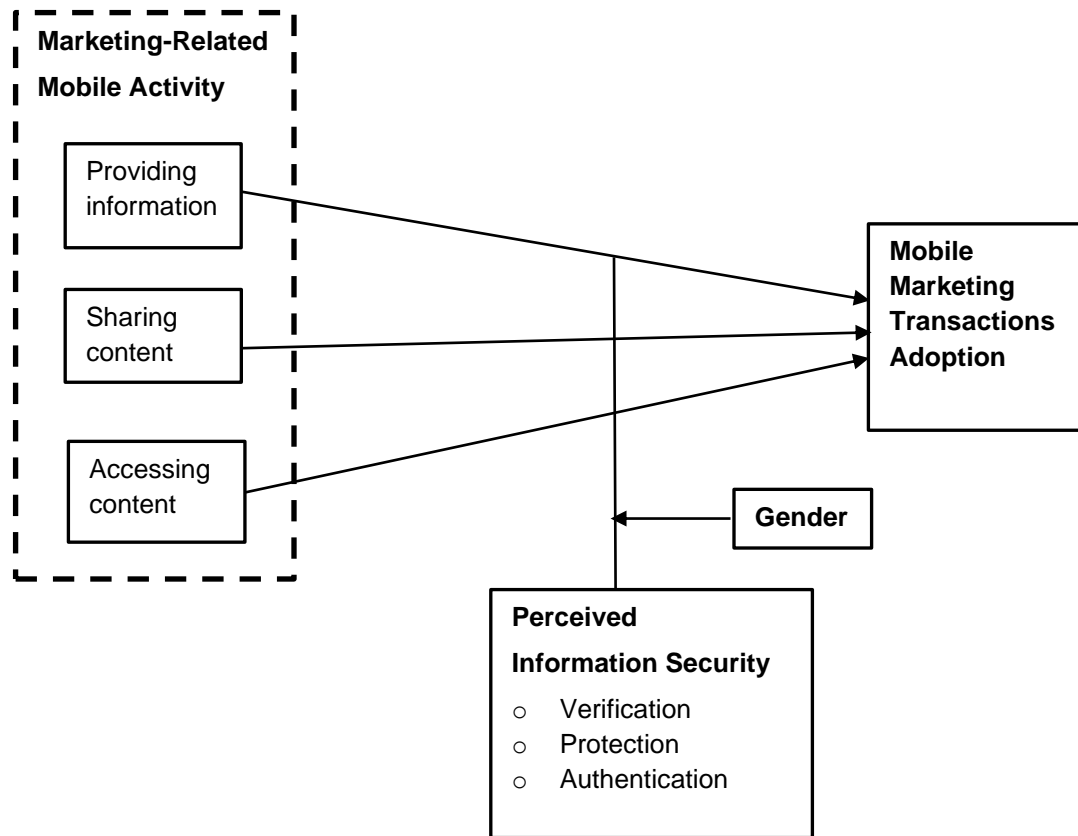 Marketing-Related
Mobile Activity
Providing
information
Sharing
content
Accessing
content
Mobile
Marketing
Transactions
Adoption
Gender
Perceived
Information Security
o Verification
o Protection
o Authentication